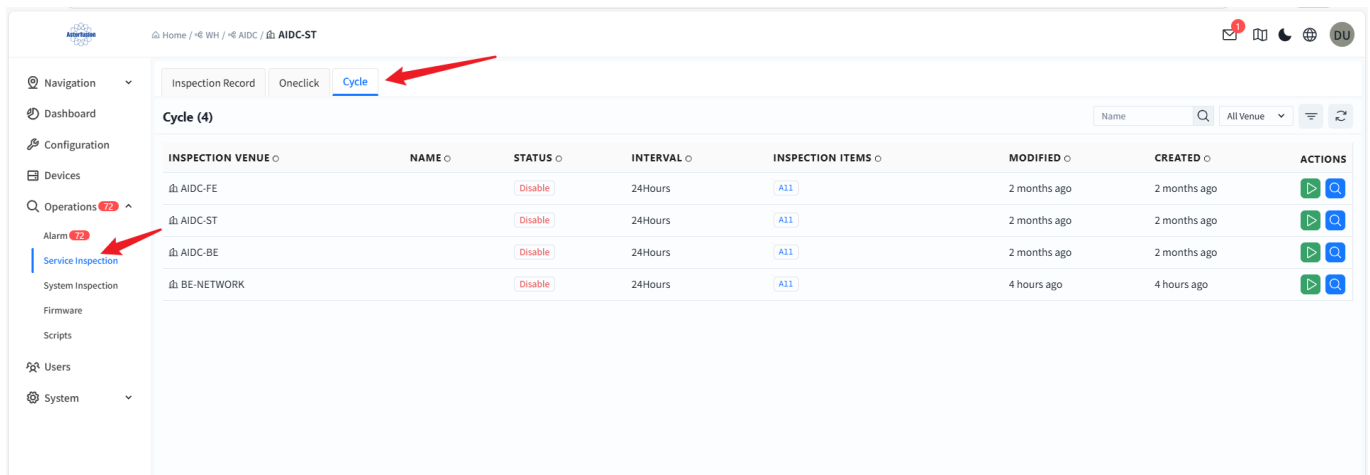 Asterfusion
Home / WH / AIDC / AIDC-ST
1
DU
Navigation
Dashboard
Configuration
Devices
Operations 72
Alarm 72
Service Inspection
System Inspection
Firmware
Scripts
Users
System
Inspection Record Oneclick Cycle
Cycle (4)
Name All Venue
INSPECTION VENUE NAME STATUS INTERVAL INSPECTION ITEMS MODIFIED CREATED ACTIONS
AIDC-FE Disable 24Hours All 2 months ago 2 months ago
AIDC-ST Disable 24Hours All 2 months ago 2 months ago
AIDC-BE Disable 24Hours All 2 months ago 2 months ago
BE-NETWORK Disable 24Hours All 4 hours ago 4 hours ago